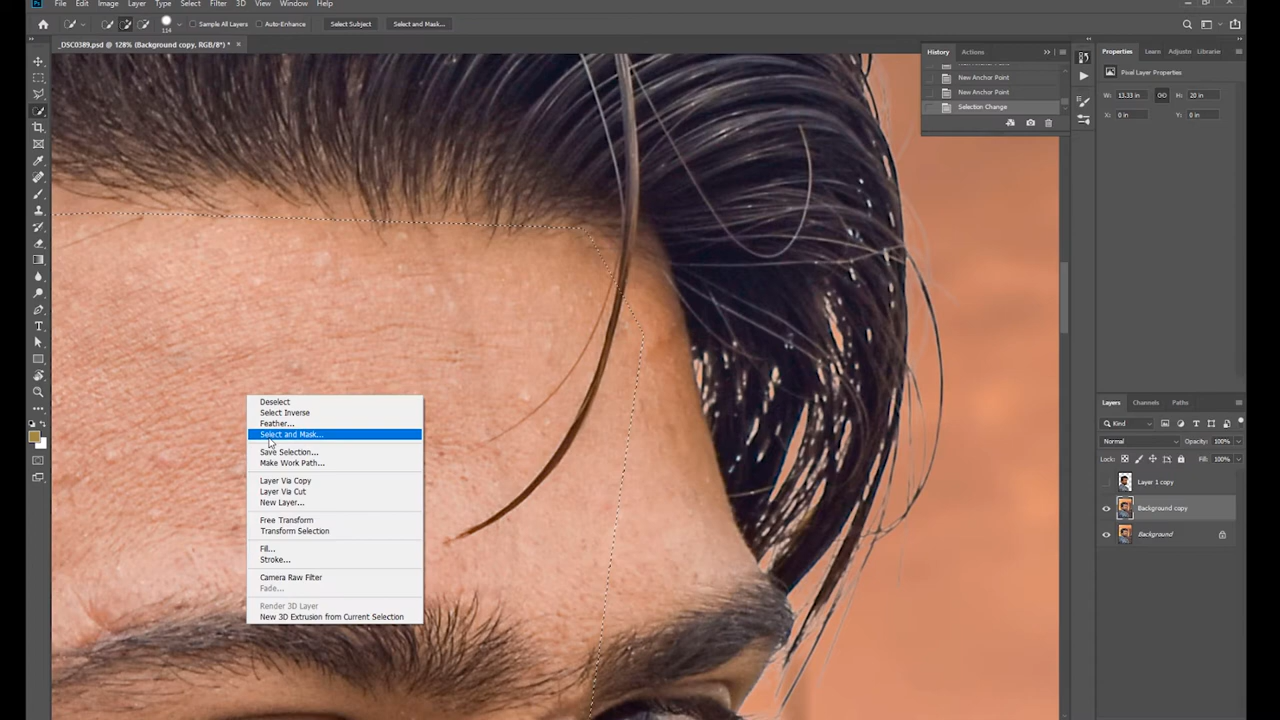 File Edit Image Layer Type Select Filter 3D View Window Help
114 Sample All Layers Auto-Enhance Select Subject Select and Mask...
_DSC0389.psd @ 128% (Background copy, RGB/8*) * ×
History Actions
New Anchor Point
New Anchor Point
Selection Change
Properties Learn Adjustm Librarie
Pixel Layer Properties
W: 13.33 in H: 20 in
X: 0 in Y: 0 in
Deselect
Select Inverse
Feather...
Select and Mask...
Save Selection...
Make Work Path...
Layer Via Copy
Layer Via Cut
New Layer...
Free Transform
Transform Selection
Fill...
Stroke...
Camera Raw Filter
Fade...
Render 3D Layer
New 3D Extrusion from Current Selection
Layers Channels Paths
Kind
Normal Opacity: 100%
Lock: Fill: 100%
Layer 1 copy
Background copy
Background